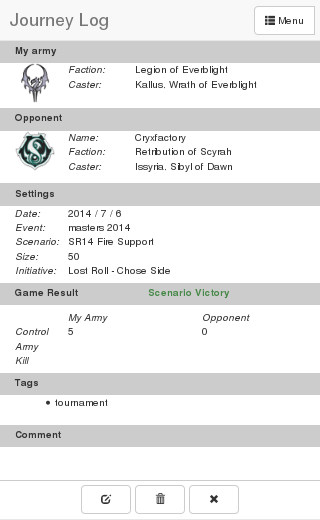 Journey Log
Menu
My army
Faction: Legion of Everblight
Caster: Kallus. Wrath of Everblight
Opponent
Name: Cryxfactory
Faction: Retribution of Scyrah
Caster: Issyria. Sibyl of Dawn
Settings
Date: 2014 / 7 / 6
Event: masters 2014
Scenario: SR14 Fire Support
Size: 50
Initiative: Lost Roll - Chose Side
Game Result Scenario Victory
My Army Opponent
Control 5 0
Army
Kill
Tags
• tournament
Comment